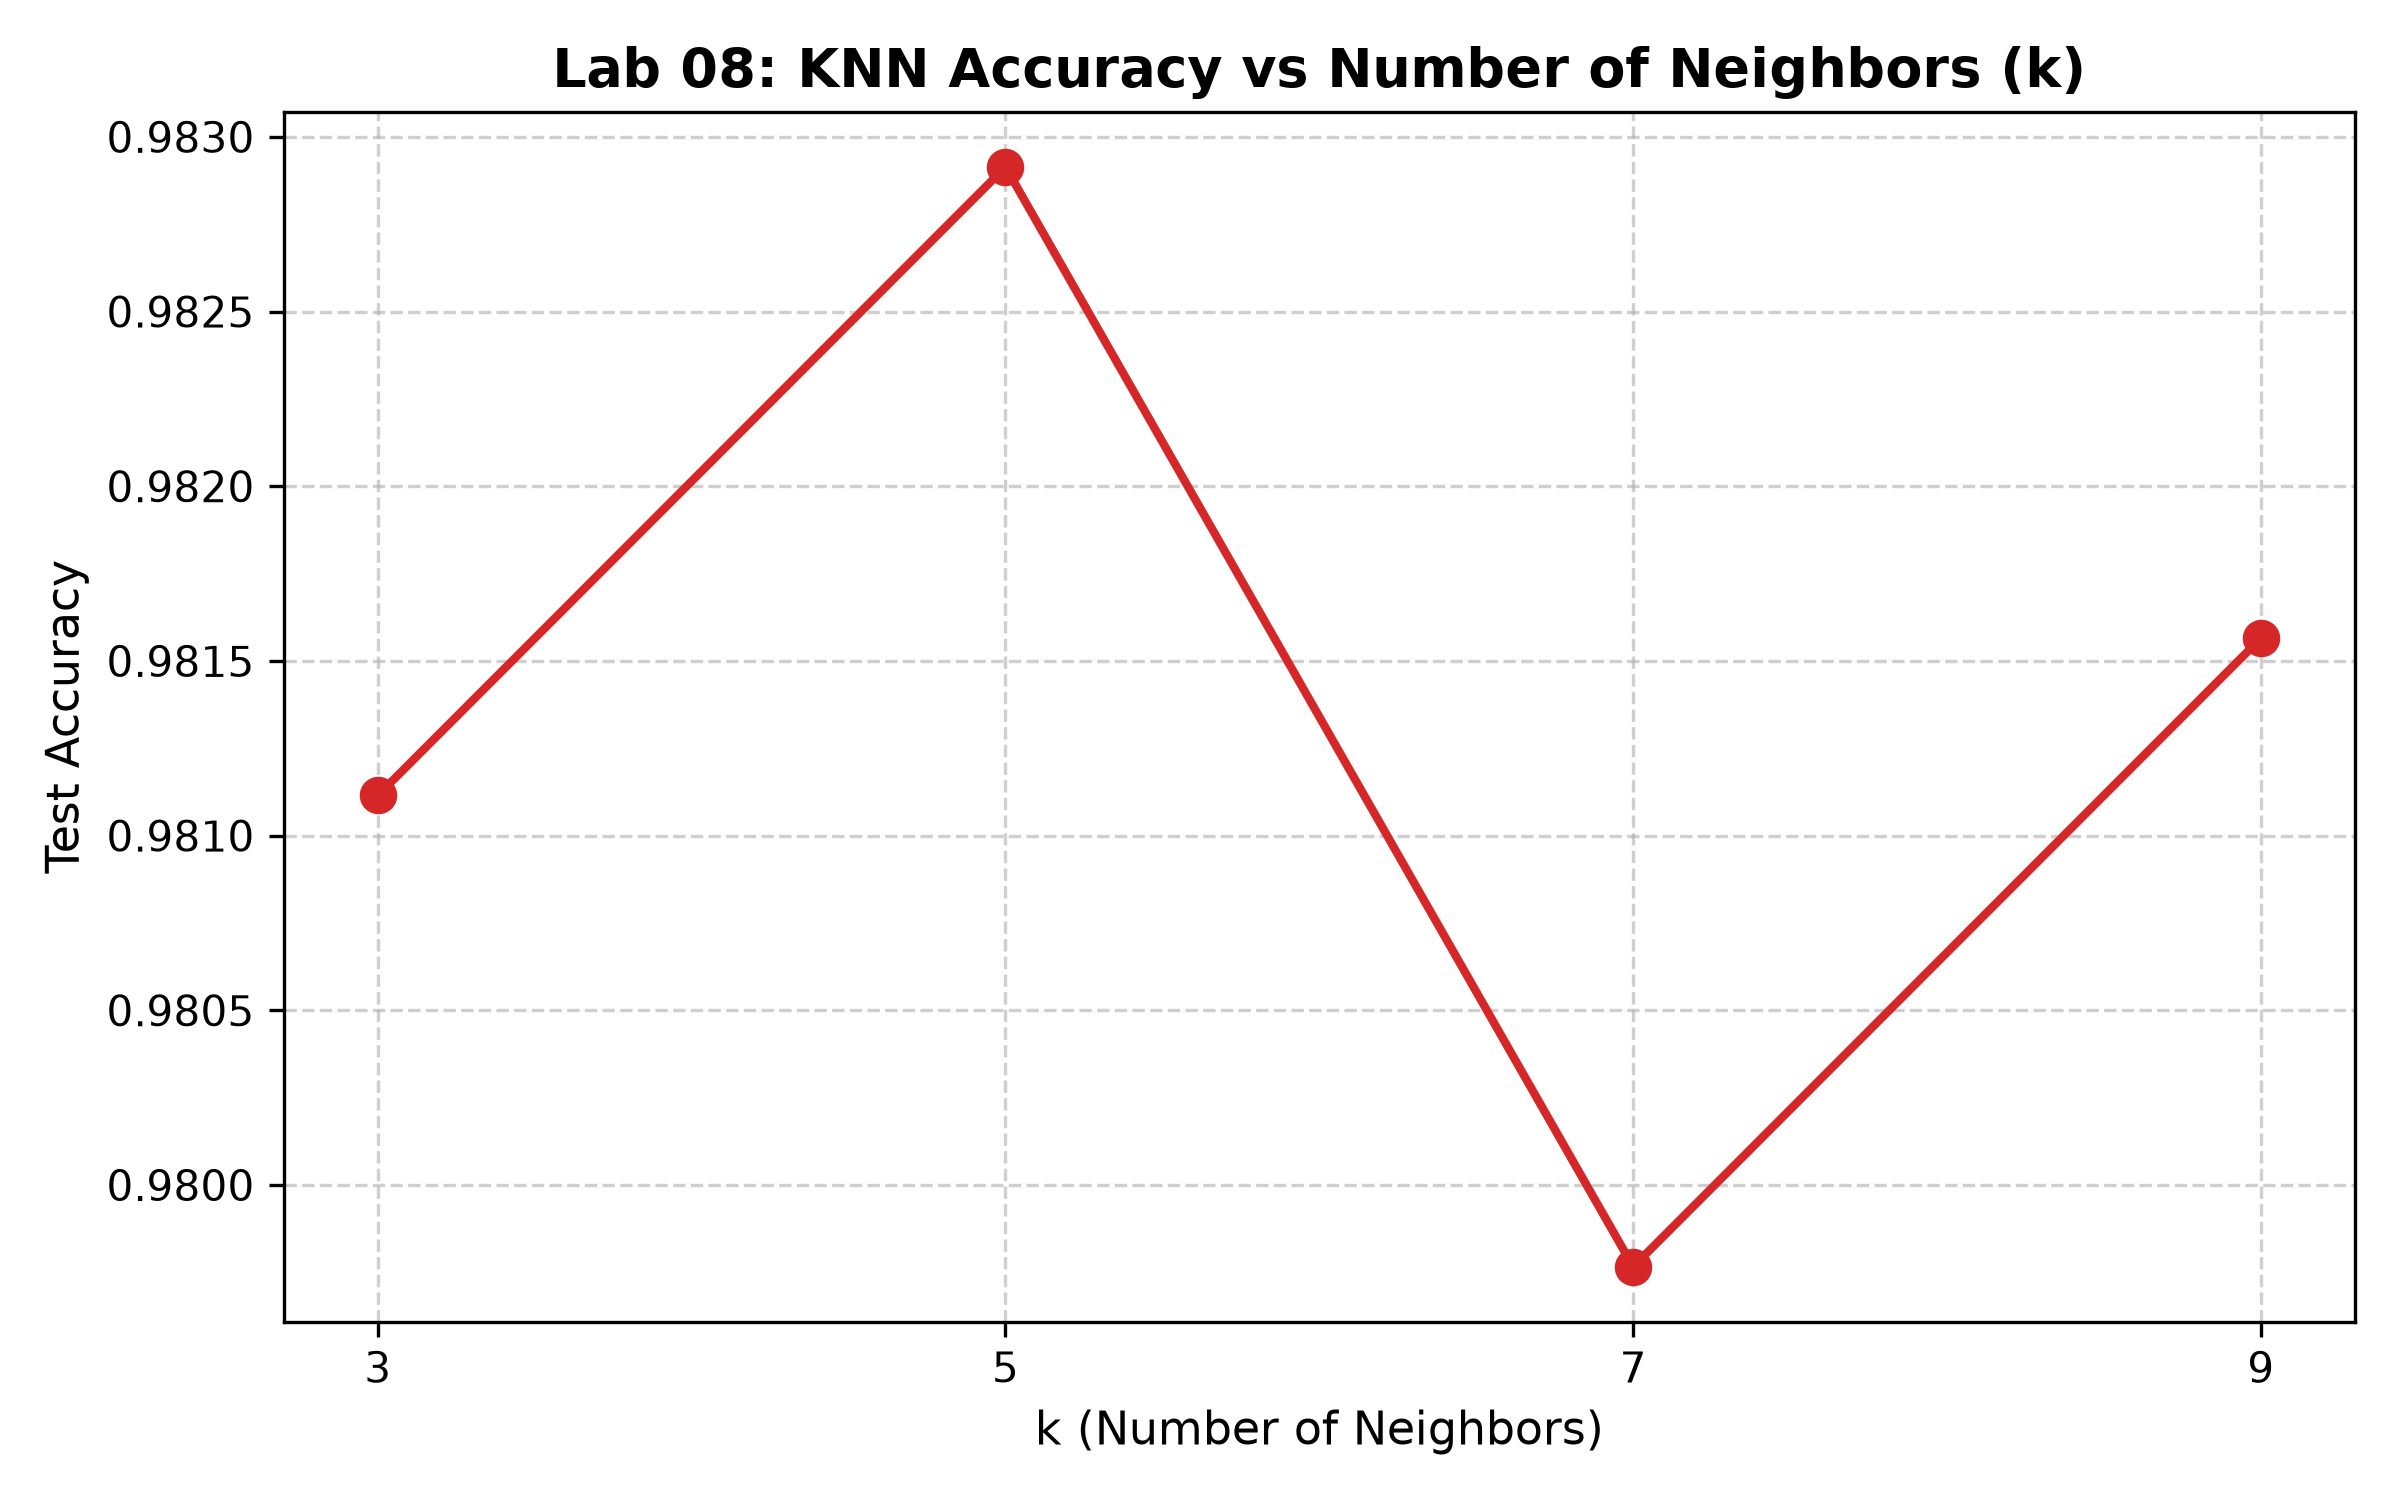 Lab 08: KNN Accuracy vs Number of Neighbors (k)
0.9830
0.9825
0.9820
0.9815
0.9810
0.9805
0.9800
Test Accuracy
3 5 7 9
k (Number of Neighbors)